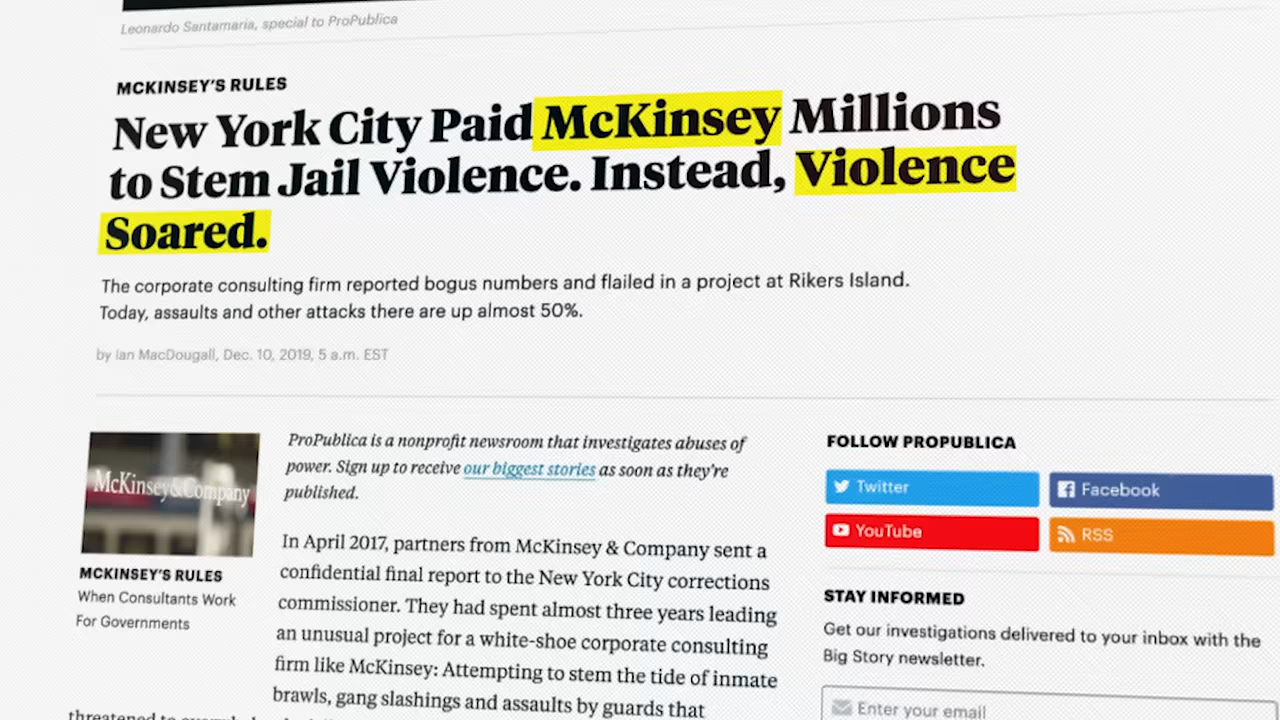 Leonardo Santamaria, special to ProPublica
MCKINSEY'S RULES
New York City Paid McKinsey Millions
to Stem Jail Violence. Instead, Violence
Soared.
The corporate consulting firm reported bogus numbers and flailed in a project at Rikers Island.
Today, assaults and other attacks there are up almost 50%.
by Ian MacDougall, Dec. 10, 2019, 5 a.m. EST
McKinsey&Company
MCKINSEY'S RULES
When Consultants Work
For Governments
ProPublica is a nonprofit newsroom that investigates abuses of
power. Sign up to receive our biggest stories as soon as they're
published.
In April 2017, partners from McKinsey & Company sent a
confidential final report to the New York City corrections
commissioner. They had spent almost three years leading
an unusual project for a white-shoe corporate consulting
firm like McKinsey: Attempting to stem the tide of inmate
brawls, gang slashings and assaults by guards that
threatened to
FOLLOW PROPUBLICA
Twitter
Facebook
YouTube
RSS
STAY INFORMED
Get our investigations delivered to your inbox with the
Big Story newsletter.
Enter your email